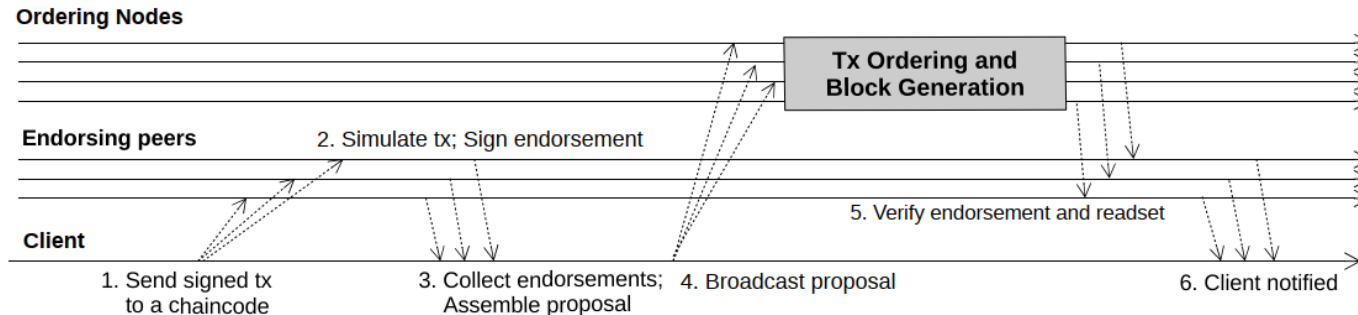 Ordering Nodes
Tx Ordering and
Block Generation
Endorsing peers
2. Simulate tx; Sign endorsement
5. Verify endorsement and readset
Client
1. Send signed tx
to a chaincode
3. Collect endorsements;
Assemble proposal
4. Broadcast proposal
6. Client notified